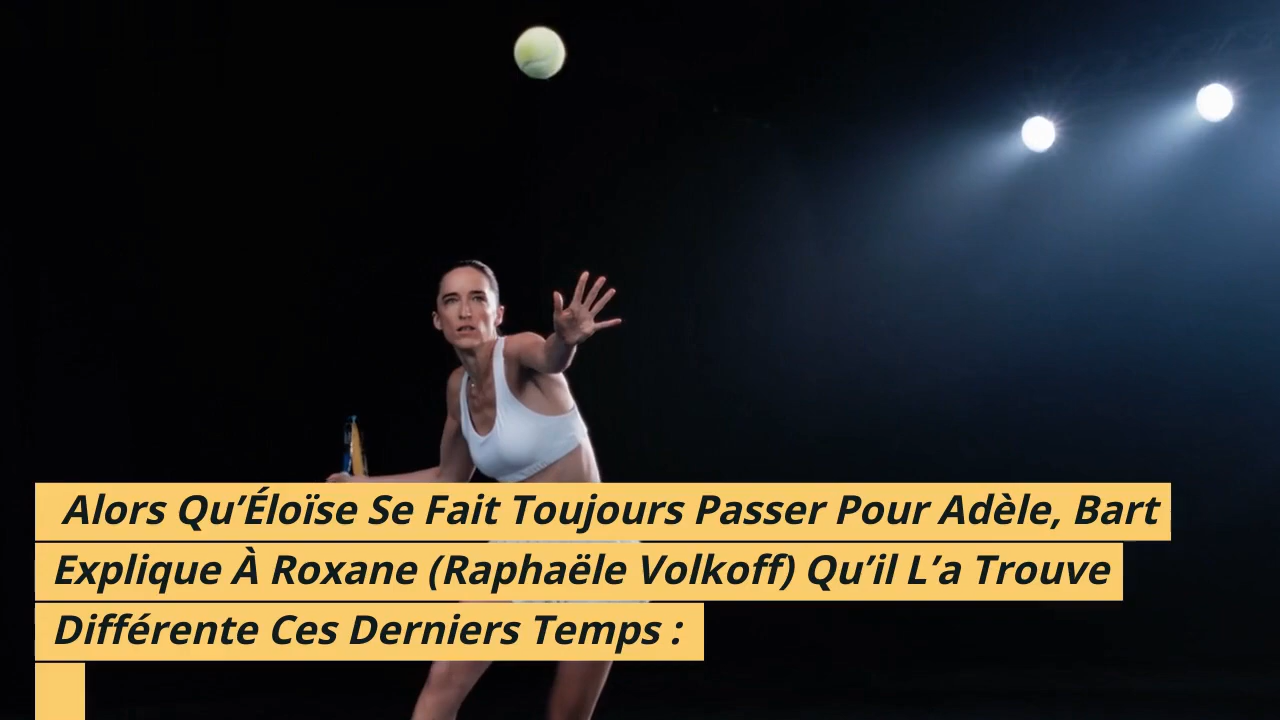 Alors Qu’Éloïse Se Fait Toujours Passer Pour Adèle, Bart
Explique À Roxane (Raphaële Volkoff) Qu’il L’a Trouve
Différente Ces Derniers Temps :